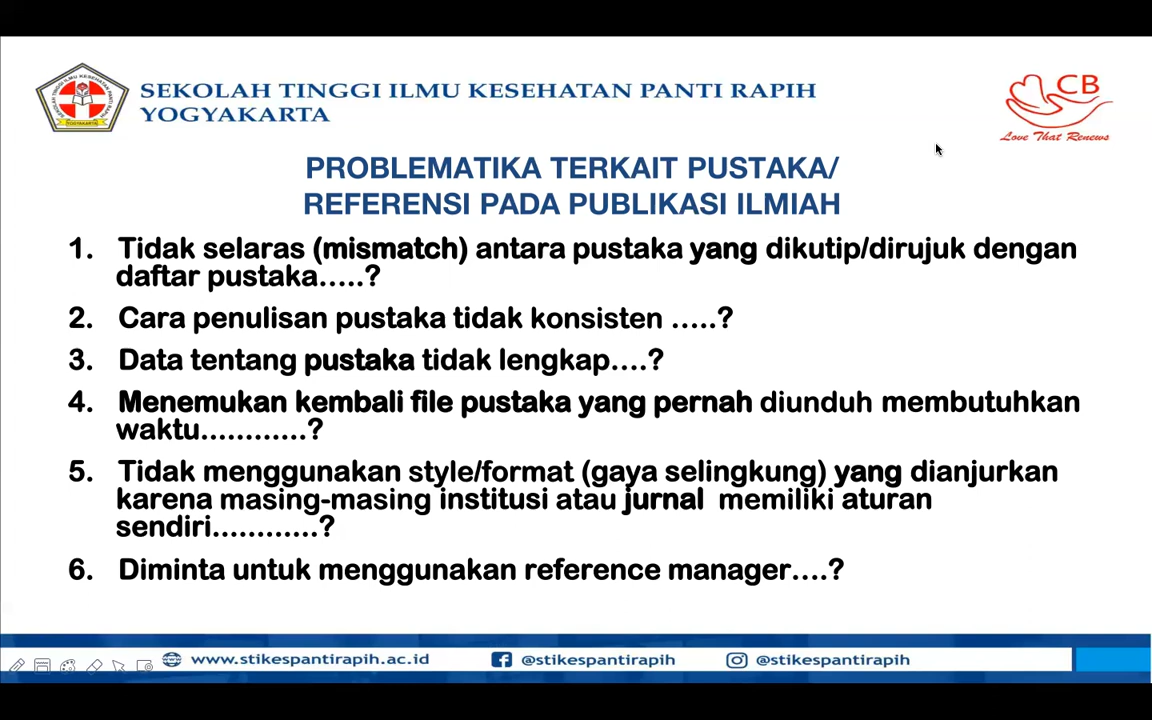 SEKOLAH TINGGI ILMU KESEHATAN PANTI RAPIH
YOGYAKARTA
CB
Love That Renews
PROBLEMATIKA TERKAIT PUSTAKA/
REFERENSI PADA PUBLIKASI ILMIAH
1. Tidak selaras (mismatch) antara pustaka yang dikutip/dirujuk dengan
daftar pustaka.....?
2. Cara penulisan pustaka tidak konsisten .....?
3. Data tentang pustaka tidak lengkap....?
4. Menemukan kembali file pustaka yang pernah diunduh membutuhkan
waktu............?
5. Tidak menggunakan style/format (gaya selingkung) yang dianjurkan
karena masing-masing institusi atau jurnal memiliki aturan
sendiri............?
6. Diminta untuk menggunakan reference manager....?
www.stikespantirapih.ac.id
@stikespantirapih
@stikespantirapih